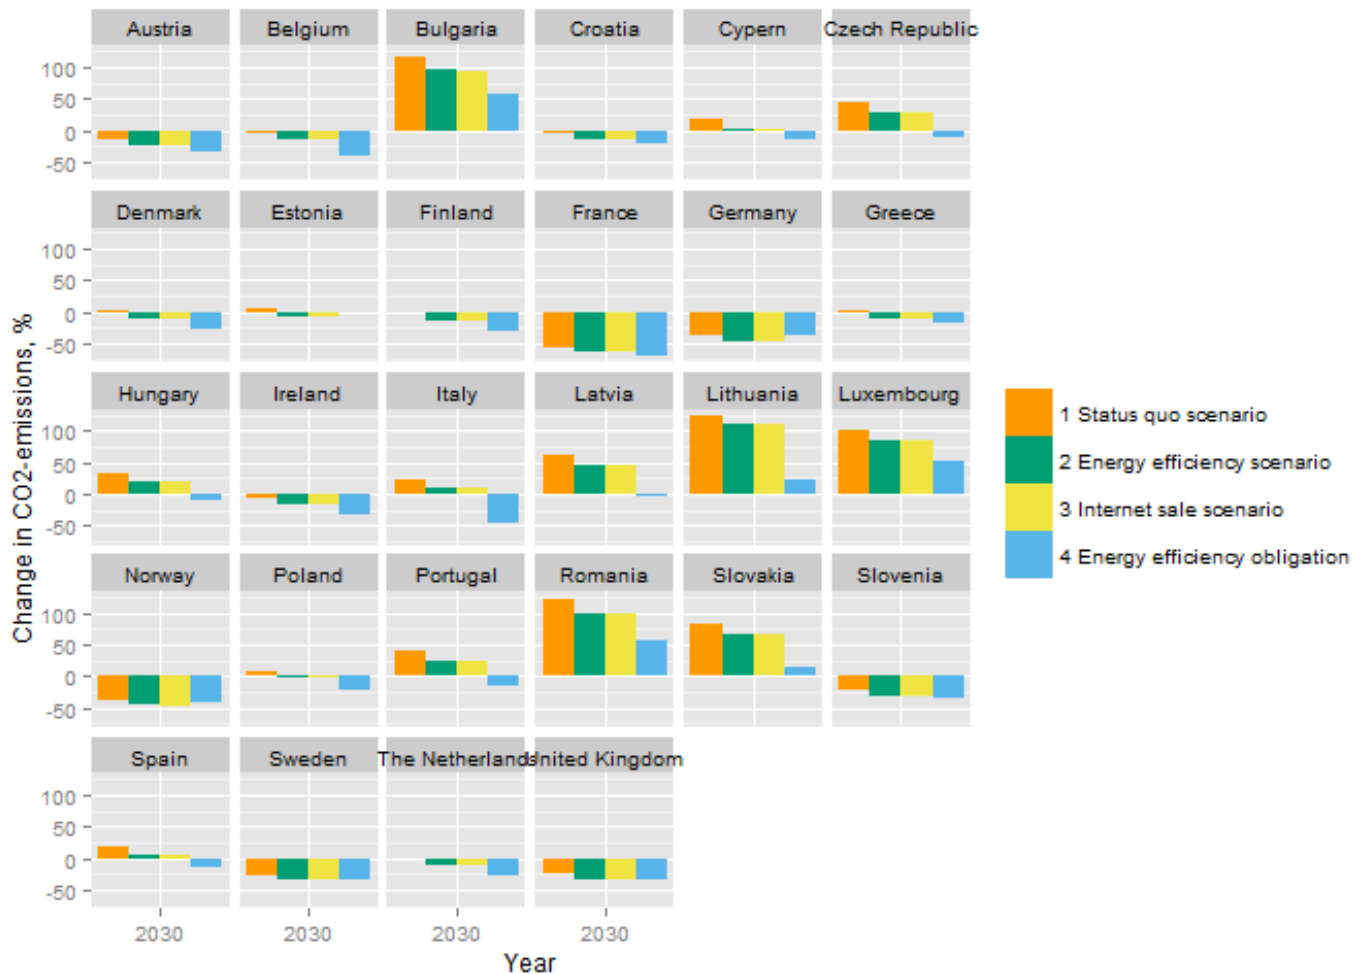 Austria
Belgium
Bulgaria
Croatia
Cypern
Czech Republic
100
50
0
-50
Denmark
Estonia
Finland
France
Germany
Greece
100
50
0
-50
Hungary
Ireland
Italy
Latvia
Lithuania
Luxembourg
100
50
0
-50
Norway
Poland
Portugal
Romania
Slovakia
Slovenia
100
50
0
-50
Spain
Sweden
The Netherlands
United Kingdom
100
50
0
-50
2030
2030
2030
2030
Year
Change in CO2-emissions, %
1 Status quo scenario
2 Energy efficiency scenario
3 Internet sale scenario
4 Energy efficiency obligation